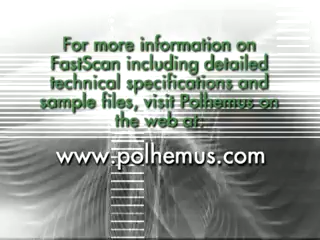 For more information on
FastScan including detailed
technical specifications and
sample files, visit Polhemus on
the web at:
www.polhemus.com